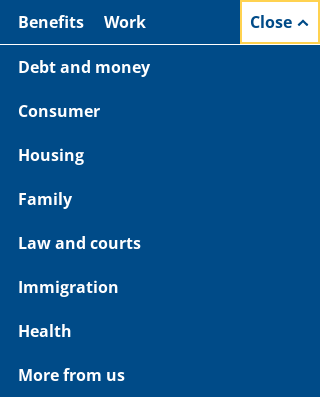 Benefits Work Close
Debt and money
Consumer
Housing
Family
Law and courts
Immigration
Health
More from us